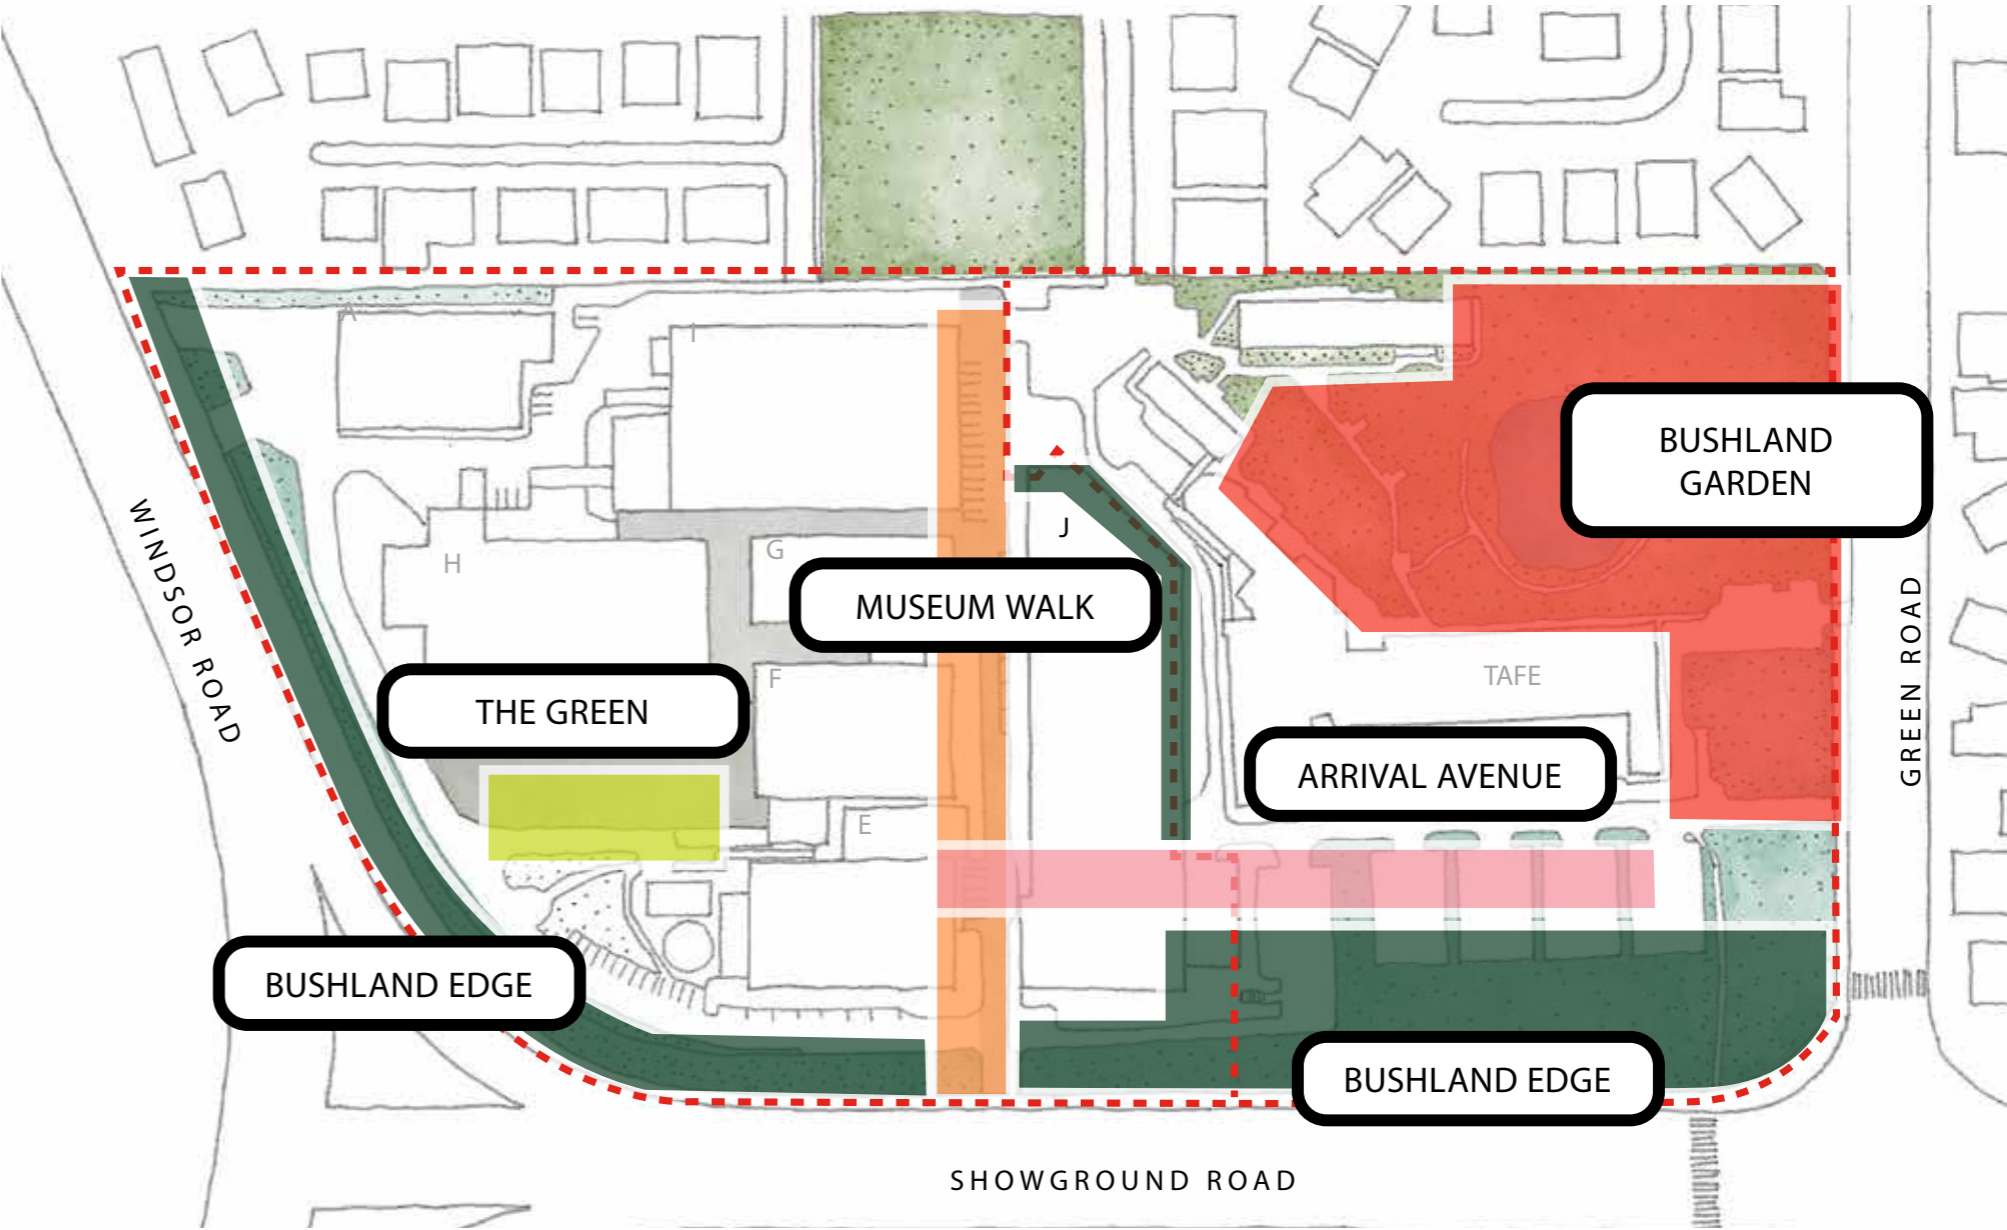 A
I
BUSHLAND
GARDEN
WINDSOR ROAD
J
H
G
MUSEUM WALK
GREEN ROAD
TAFE
F
THE GREEN
ARRIVAL AVENUE
E
BUSHLAND EDGE
BUSHLAND EDGE
SHOWGROUND ROAD